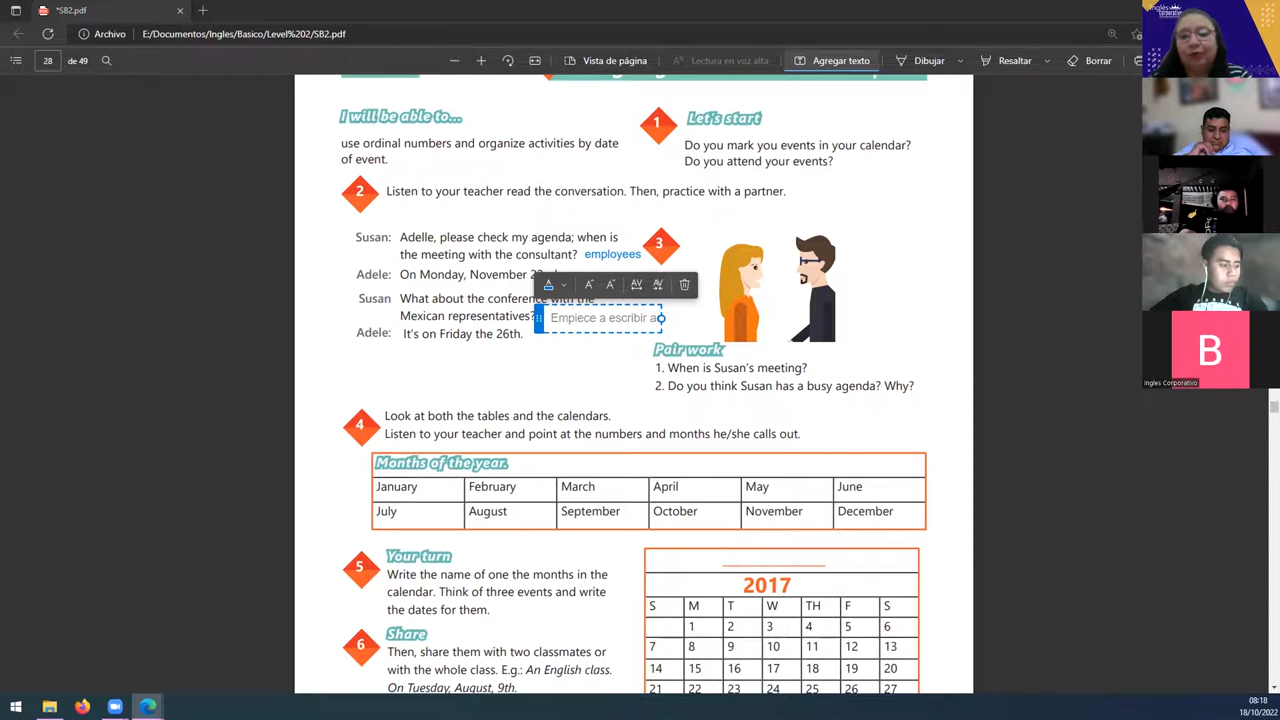 *SB2.pdf
Archivo
E:/Documentos/Ingles/Basico/Level%202/SB2.pdf
28
de 49
Vista de página
Lectura en voz alta
Agregar texto
Dibujar
Resaltar
Borrar
I will be able to...
use ordinal numbers and organize activities by date
of event.
1
Let's start
Do you mark you events in your calendar?
Do you attend your events?
2
Listen to your teacher read the conversation. Then, practice with a partner.
Susan: Adelle, please check my agenda; when is
the meeting with the consultant? employees
3
Adele: On Monday, November
Susan What about the conference with the
Mexican representatives?
Empiece a escribir a
Adele: It's on Friday the 26th.
Pair work
1. When is Susan's meeting?
2. Do you think Susan has a busy agenda? Why?
4
Look at both the tables and the calendars.
Listen to your teacher and point at the numbers and months he/she calls out.
Months of the year.
January February March April May June
July August September October November December
5
Your turn
Write the name of one the months in the
calendar. Think of three events and write
the dates for them.
6
Share
Then, share them with two classmates or
with the whole class. E.g.: An English class.
On Tuesday, August, 9th.
2017
S M T W TH F S
1 2 3 4 5 6
7 8 9 10 11 12 13
14 15 16 17 18 19 20
21 22 23 24 25 26 27
Inglés
Corporativo
B
Ingles Corporativo
08:18
18/10/2022